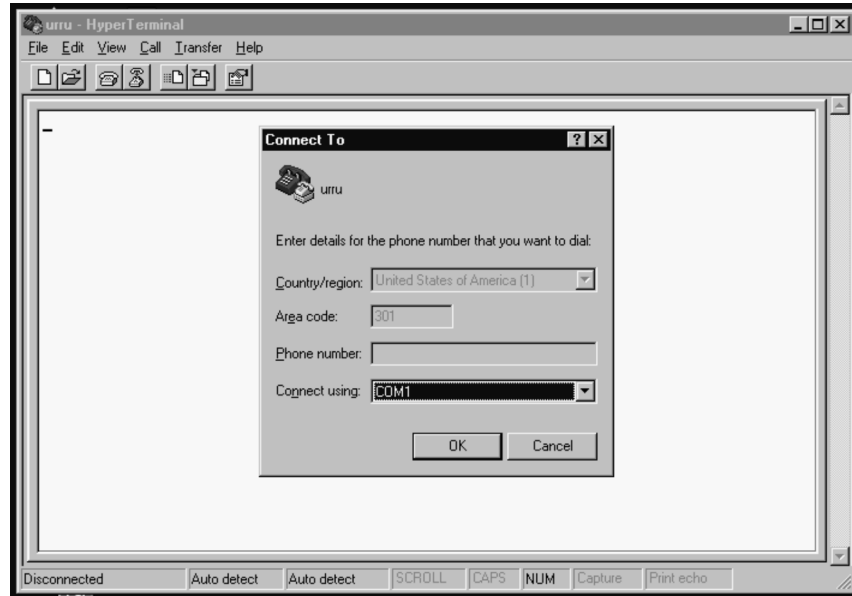 urru - HyperTerminal
File Edit View Call Transfer Help
Connect To
urru
Enter details for the phone number that you want to dial:
Country/region: United States of America (1)
Area code: 301
Phone number:
Connect using: COM1
OK Cancel
Disconnected Auto detect Auto detect SCROLL CAPS NUM Capture Print echo